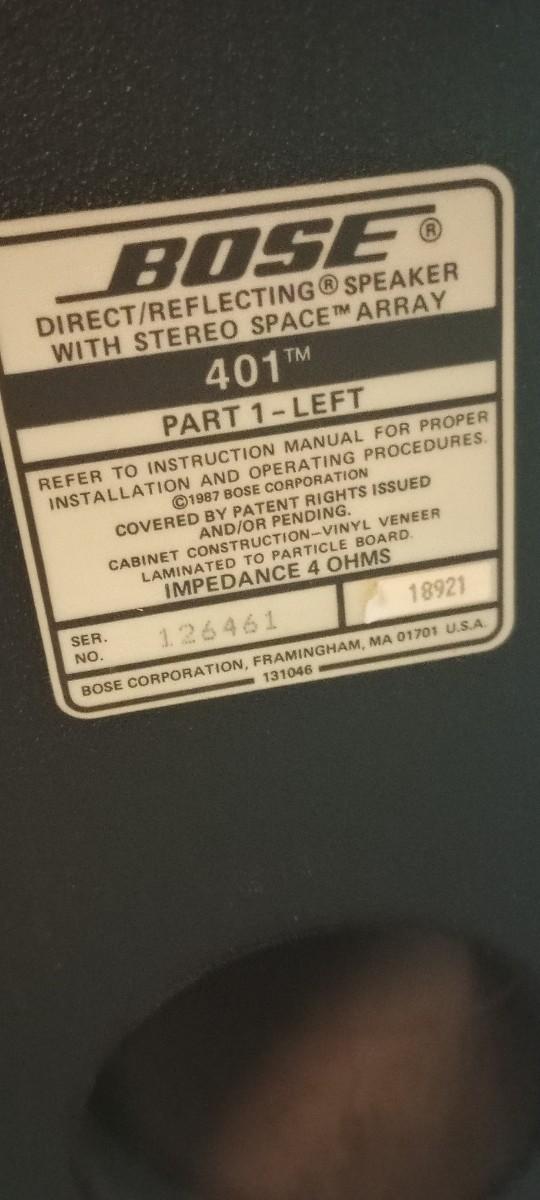 BOSE®
DIRECT/REFLECTING® SPEAKER
WITH STEREO SPACE™ ARRAY
401™
PART 1-LEFT
REFER TO INSTRUCTION MANUAL FOR PROPER
INSTALLATION AND OPERATING PROCEDURES.
©1987 BOSE CORPORATION
COVERED BY PATENT RIGHTS ISSUED
AND/OR PENDING.
CABINET CONSTRUCTION–VINYL VENEER
LAMINATED TO PARTICLE BOARD.
IMPEDANCE 4 OHMS
SER. NO. 126461 18921
BOSE CORPORATION, FRAMINGHAM, MA 01701 U.S.A.
131046